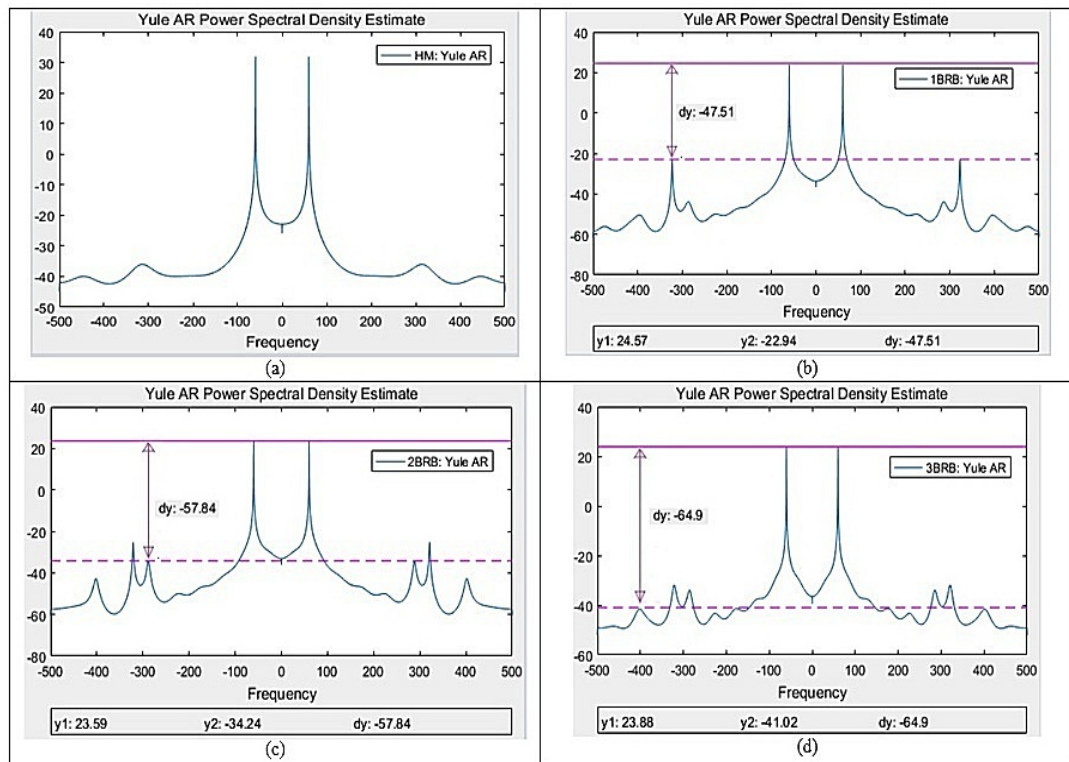 Yule AR Power Spectral Density Estimate
HM: Yule AR
40
30
20
10
0
-10
-20
-30
-40
-50
-500 -400 -300 -200 -100 0 100 200 300 400 500
Frequency
(a)
Yule AR Power Spectral Density Estimate
1BRB: Yule AR
dy: -47.51
40
20
0
-20
-40
-60
-80
-500 -400 -300 -200 -100 0 100 200 300 400 500
Frequency
y1: 24.57 y2: -22.94 dy: -47.51
(b)
Yule AR Power Spectral Density Estimate
2BRB: Yule AR
dy: -57.84
40
20
0
-20
-40
-60
-80
-500 -400 -300 -200 -100 0 100 200 300 400 500
Frequency
y1: 23.59 y2: -34.24 dy: -57.84
(c)
Yule AR Power Spectral Density Estimate
3BRB: Yule AR
dy: -64.9
40
20
0
-20
-40
-60
-500 -400 -300 -200 -100 0 100 200 300 400 500
Frequency
y1: 23.88 y2: -41.02 dy: -64.9
(d)